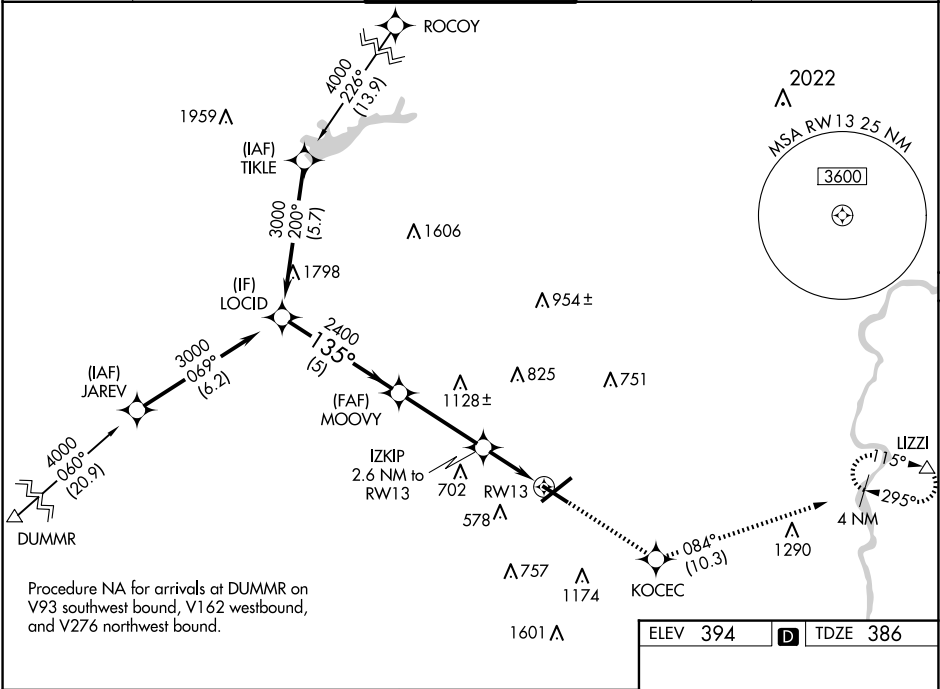 ROCOY
4000
226°
(13.9)
1959
2022
MSA RW13 25 NM
3600
(IAF)
TIKLE
3000
200°
(5.7)
1606
1798
(IF)
LOCID
954 ±
2400
135°
(5)
3000
069°
(6.2)
(IAF)
JAREV
825
751
1128 ±
(FAF)
MOOVY
4000
060°
(20.9)
IZKIP
2.6 NM to
RW13
702
RW13
578
LIZZI
115°
295°
4 NM
DUMMR
084°
(10.3)
1290
KOCEC
757
1174
1601
Procedure NA for arrivals at DUMMR on
V93 southwest bound, V162 westbound,
and V276 northwest bound.
ELEV 394 D TDZE 386